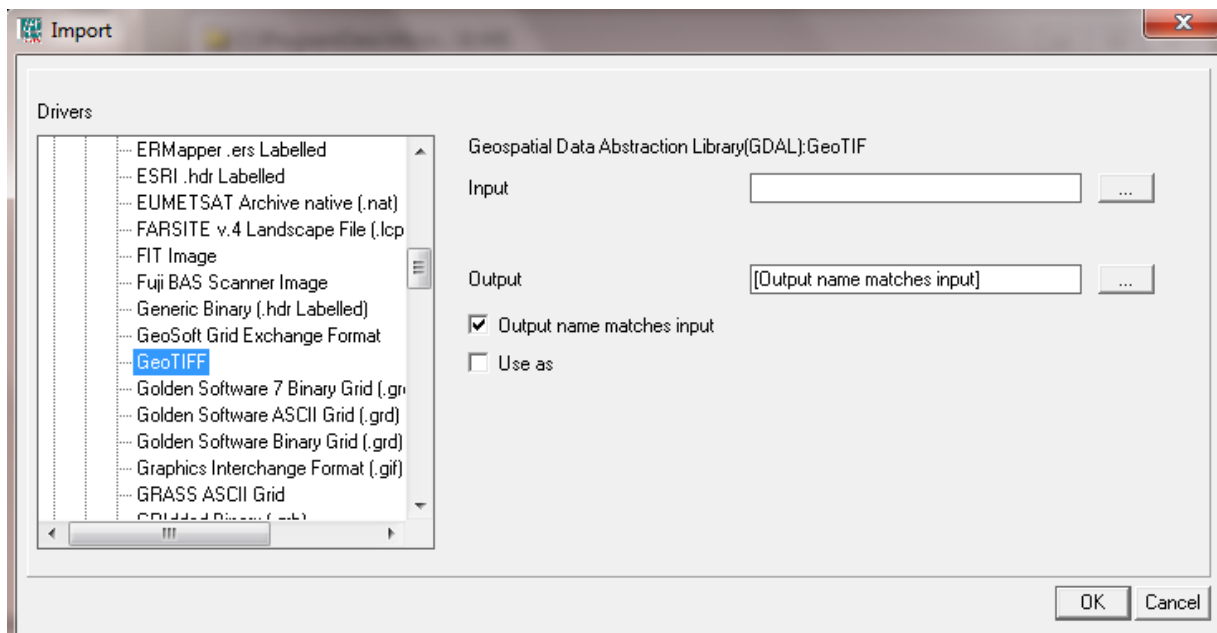 Import
Drivers
ERMapper .ers Labelled
ESRI .hdr Labelled
EUMETSAT Archive native (.nat)
FARSITE v.4 Landscape File (.lcp
FIT Image
Fuji BAS Scanner Image
Generic Binary (.hdr Labelled)
GeoSoft Grid Exchange Format
GeoTIFF
Golden Software 7 Binary Grid (.gr
Golden Software ASCII Grid (.grd)
Golden Software Binary Grid (.grd)
Graphics Interchange Format (.gif)
GRASS ASCII Grid
Geospatial Data Abstraction Library(GDAL):GeoTIF
Input
...
Output
[Output name matches input]
...
Output name matches input
Use as
OK
Cancel